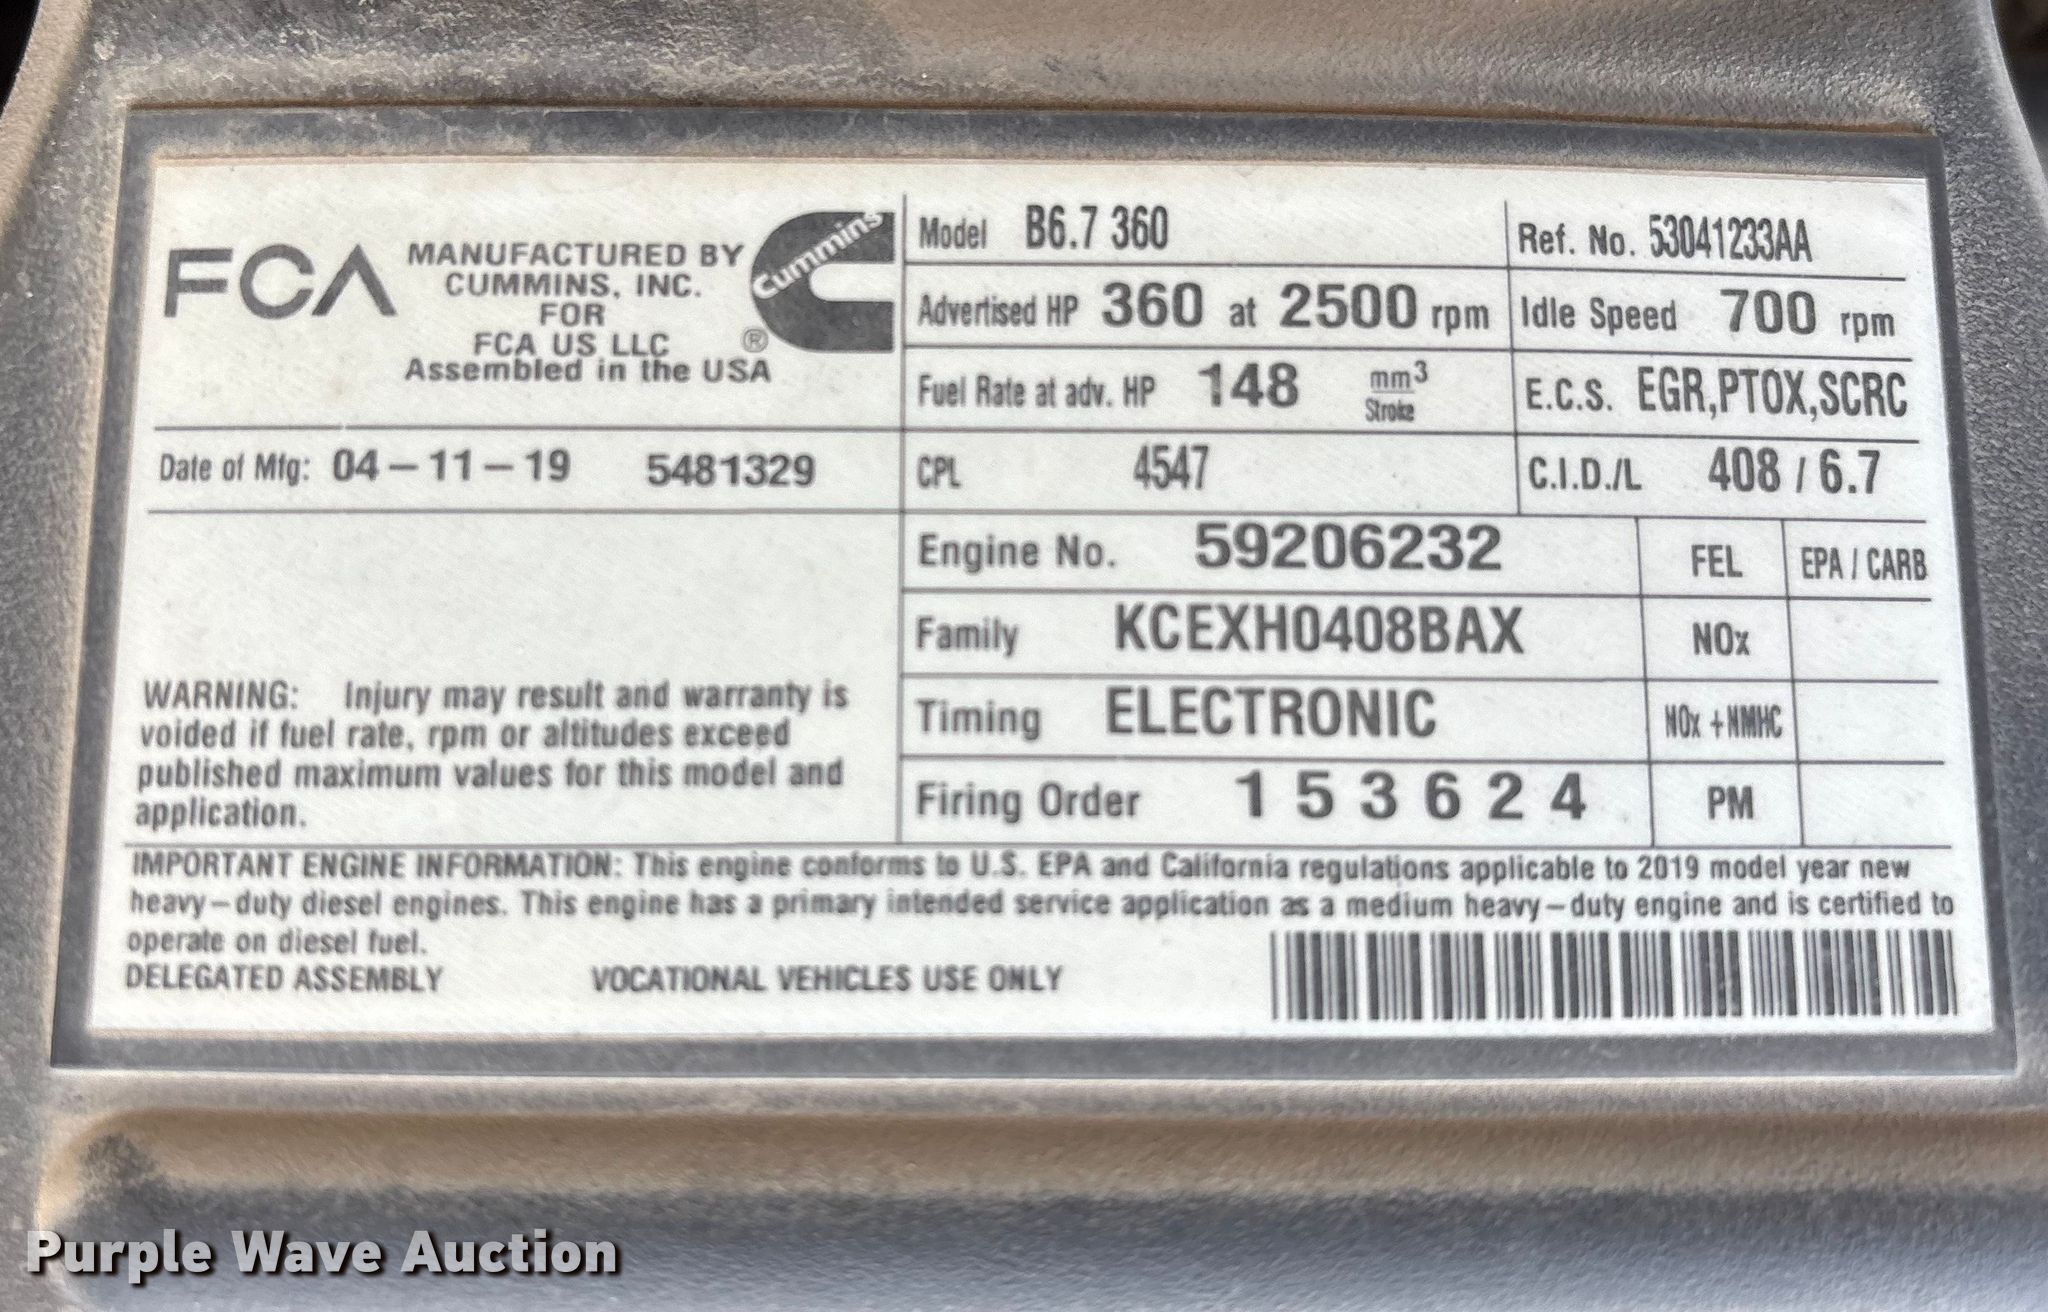 FCA
MANUFACTURED BY
CUMMINS, INC.
FOR
FCA US LLC
Assembled in the USA
Cummins
®
Date of Mfg: 04-11-19 5481329
WARNING: Injury may result and warranty is
voided if fuel rate, rpm or altitudes exceed
published maximum values for this model and
application.
Model B6.7 360
Ref. No. 53041233AA
Advertised HP 360 at 2500 rpm
Idle Speed 700 rpm
Fuel Rate at adv. HP 148 mm³
Stroke
E.C.S. EGR,PTOX,SCRC
CPL 4547
C.I.D./L 408 / 6.7
Engine No. 59206232
FEL
EPA / CARB
Family KCEXH0408BAX
NOx
Timing ELECTRONIC
NOx +NMHC
Firing Order 1 5 3 6 2 4
PM
IMPORTANT ENGINE INFORMATION: This engine conforms to U.S. EPA and California regulations applicable to 2019 model year new
heavy-duty diesel engines. This engine has a primary intended service application as a medium heavy-duty engine and is certified to
operate on diesel fuel.
DELEGATED ASSEMBLY VOCATIONAL VEHICLES USE ONLY
Purple Wave Auction